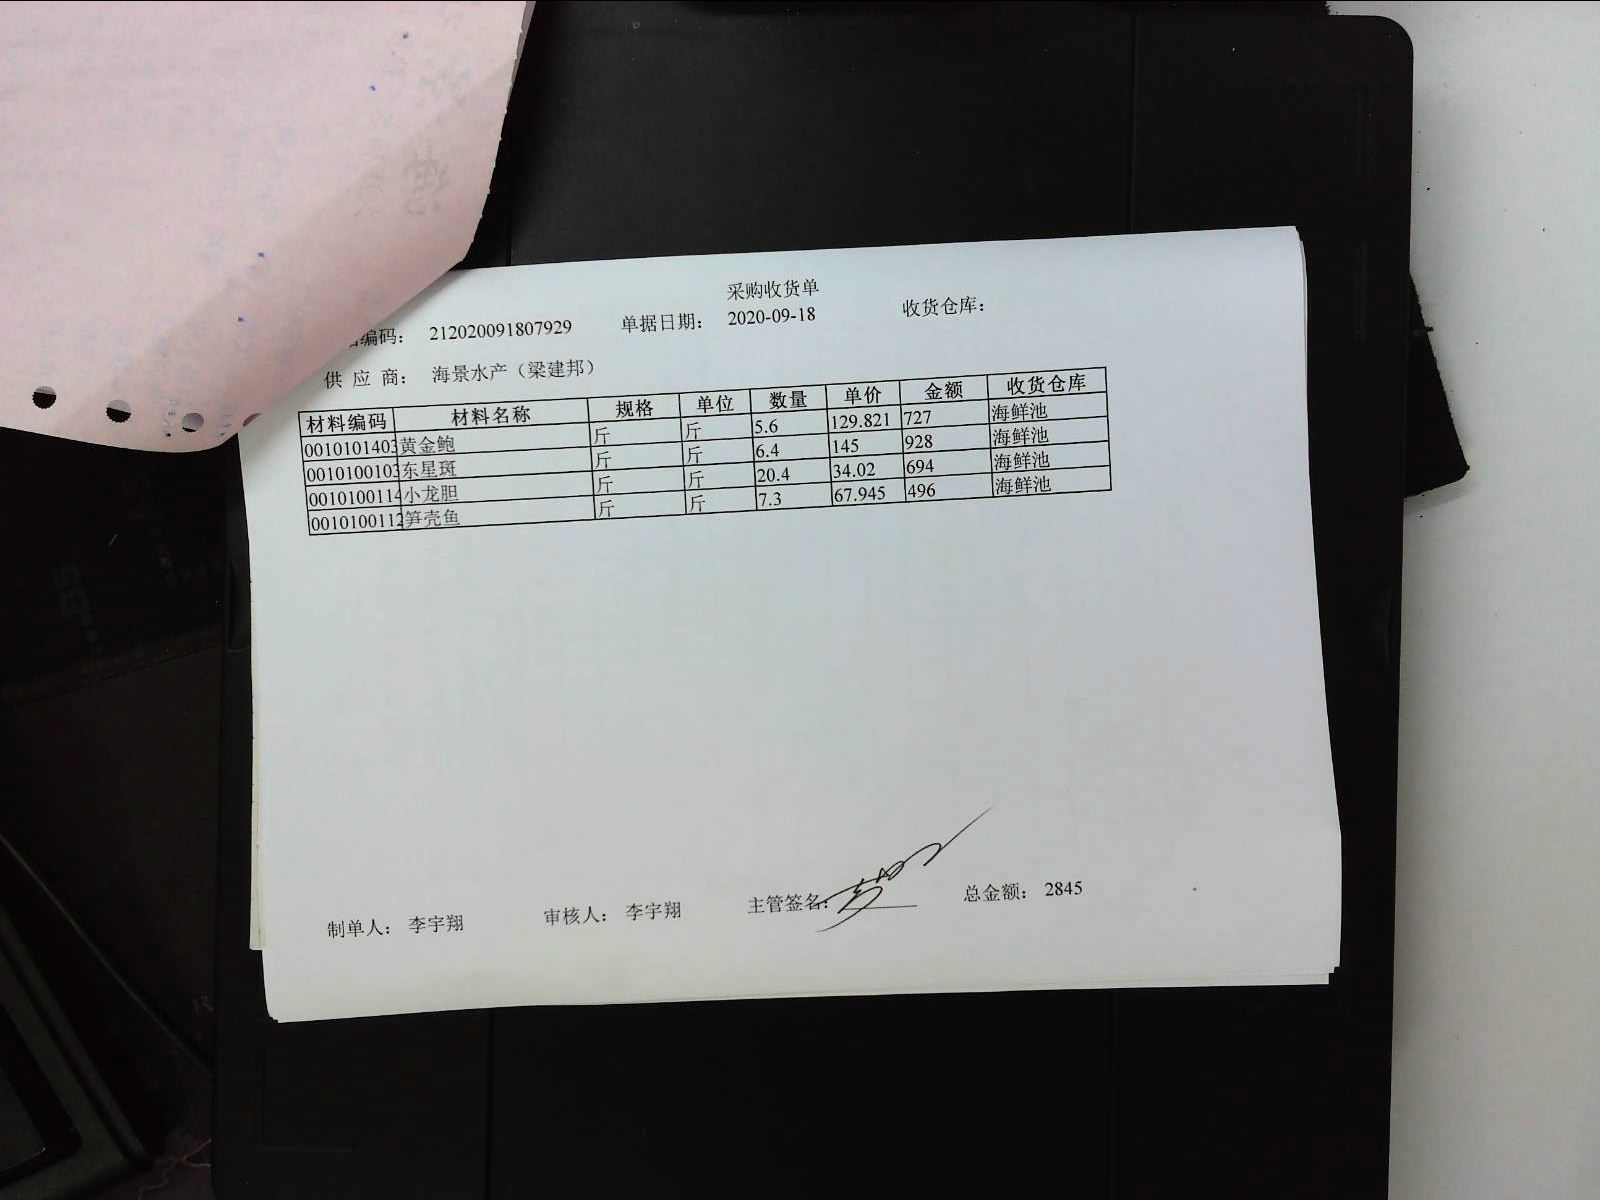 采购收货单
编码： 212020091807929 单据日期： 2020-09-18 收货仓库：
供 应 商： 海景水产（梁建邦）
材料编码 材料名称 规格 单位 数量 单价 金额 收货仓库
0010101403 黄金鲍 斤 斤 5.6 129.821 727 海鲜池
0010100103 东星斑 斤 斤 6.4 145 928 海鲜池
0010100114 小龙胆 斤 斤 20.4 34.02 694 海鲜池
0010100112 笋壳鱼 斤 斤 7.3 67.945 496 海鲜池
制单人： 李宇翔 审核人： 李宇翔 主管签名： 总金额： 2845